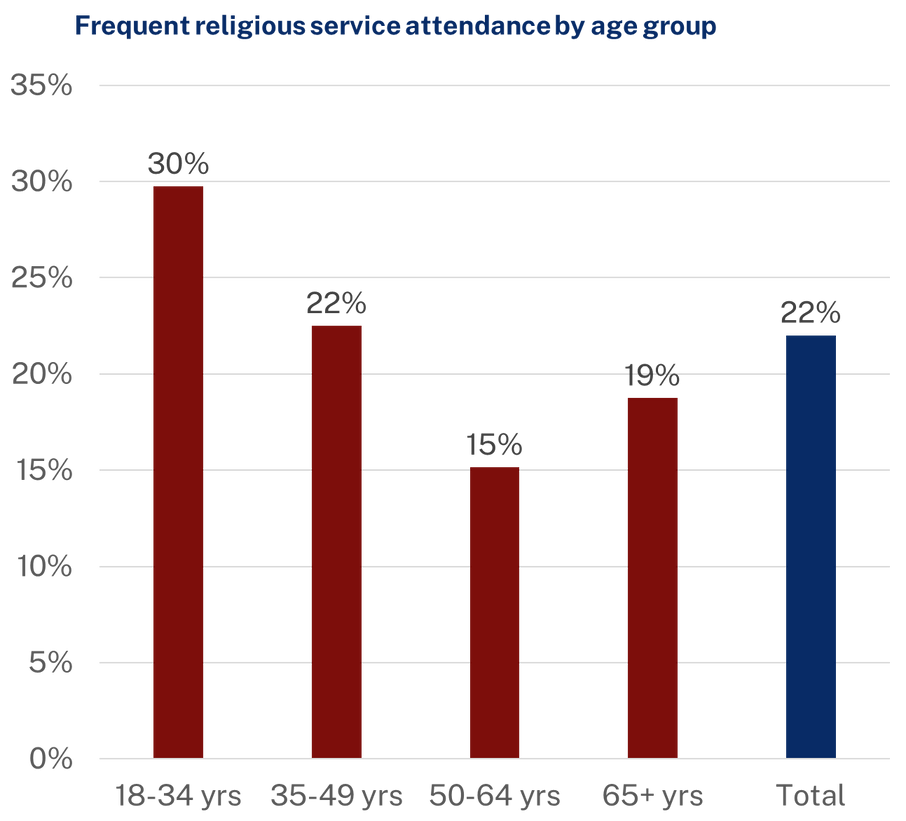 Frequent religious service attendance by age group
35%
30%
25%
20%
15%
10%
5%
0%
30%
22%
15%
19%
22%
18-34 yrs
35-49 yrs
50-64 yrs
65+ yrs
Total